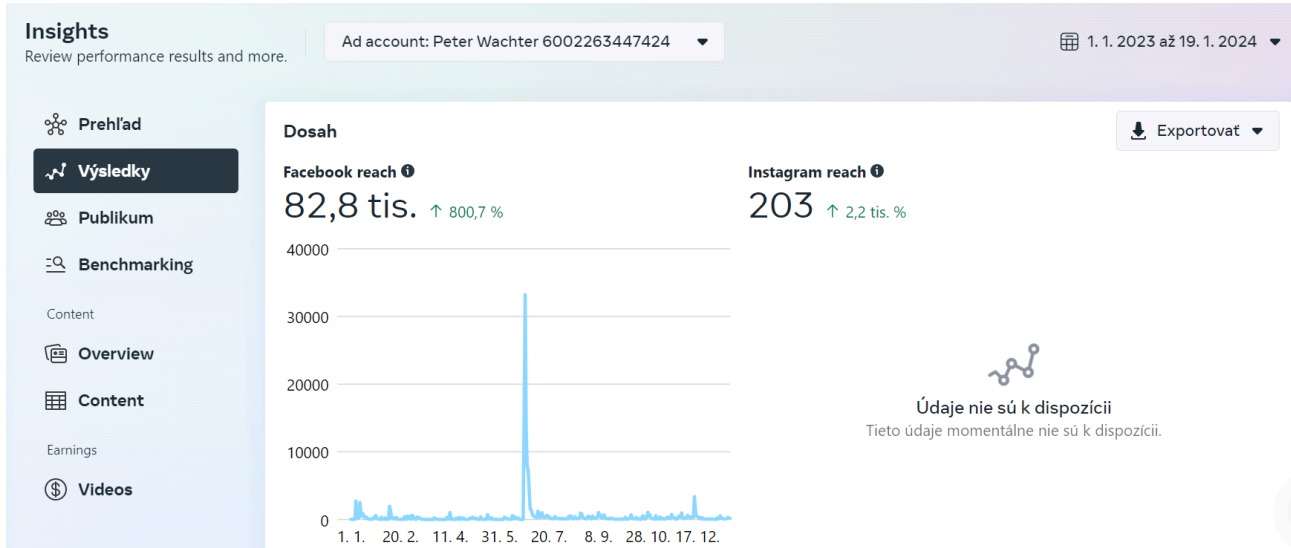 Insights
Review performance results and more.
Ad account: Peter Wachter 6002263447424
1. 1. 2023 až 19. 1. 2024
Prehľad
Výsledky
Publikum
Benchmarking
Content
Overview
Content
Earnings
Videos
Dosah
Exportovať
Facebook reach
82,8 tis. ↑ 800,7 %
40000
30000
20000
10000
0
1. 1. 20. 2. 11. 4. 31. 5. 20. 7. 8. 9. 28. 10. 17. 12.
Instagram reach
203 ↑ 2,2 tis. %
Údaje nie sú k dispozícii
Tieto údaje momentálne nie sú k dispozícii.